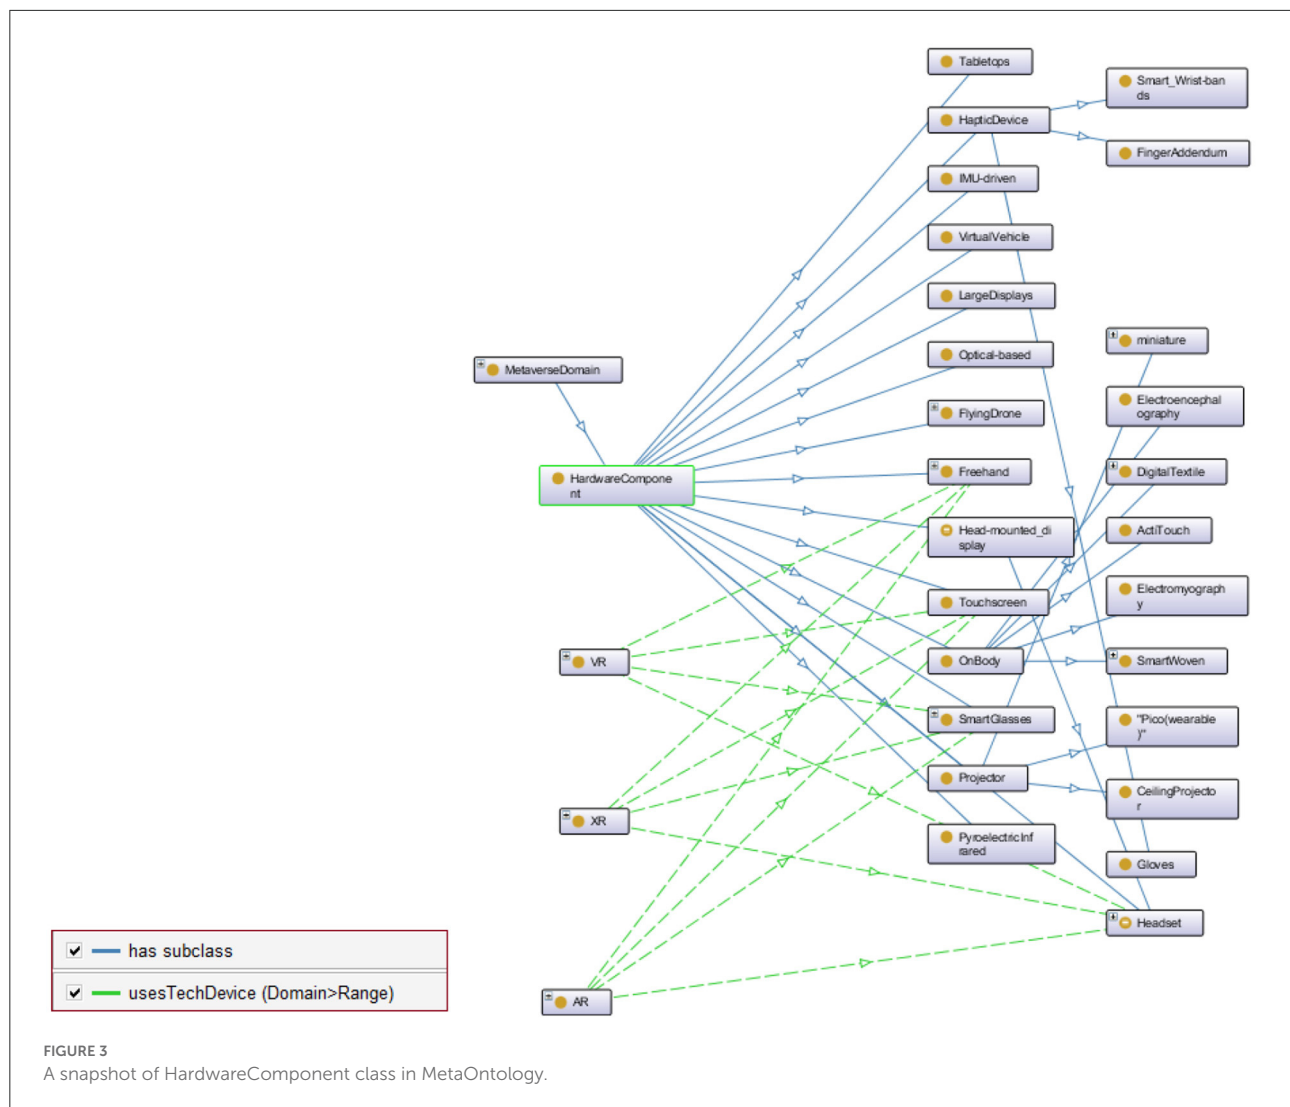 Tabletops
Smart_Wrist-ban
ds
HapticDevice
FingerAddendum
IMU-driven
VirtualVehicle
LargeDisplays
miniature
Optical-based
MetaverseDomain
Electroencephal
ography
FlyingDrone
Freehand
DigitalTextile
HardwareCompone
nt
Head-mounted_di
splay
ActiTouch
Touchscreen
Electromyograph
y
VR
OnBody
SmartWoven
SmartGlasses
"Pico(wearable
)"
Projector
CeilingProjecto
r
XR
PyroelectricInf
rared
Gloves
Headset
has subclass
usesTechDevice (Domain>Range)
AR
FIGURE 3
A snapshot of HardwareComponent class in MetaOntology.